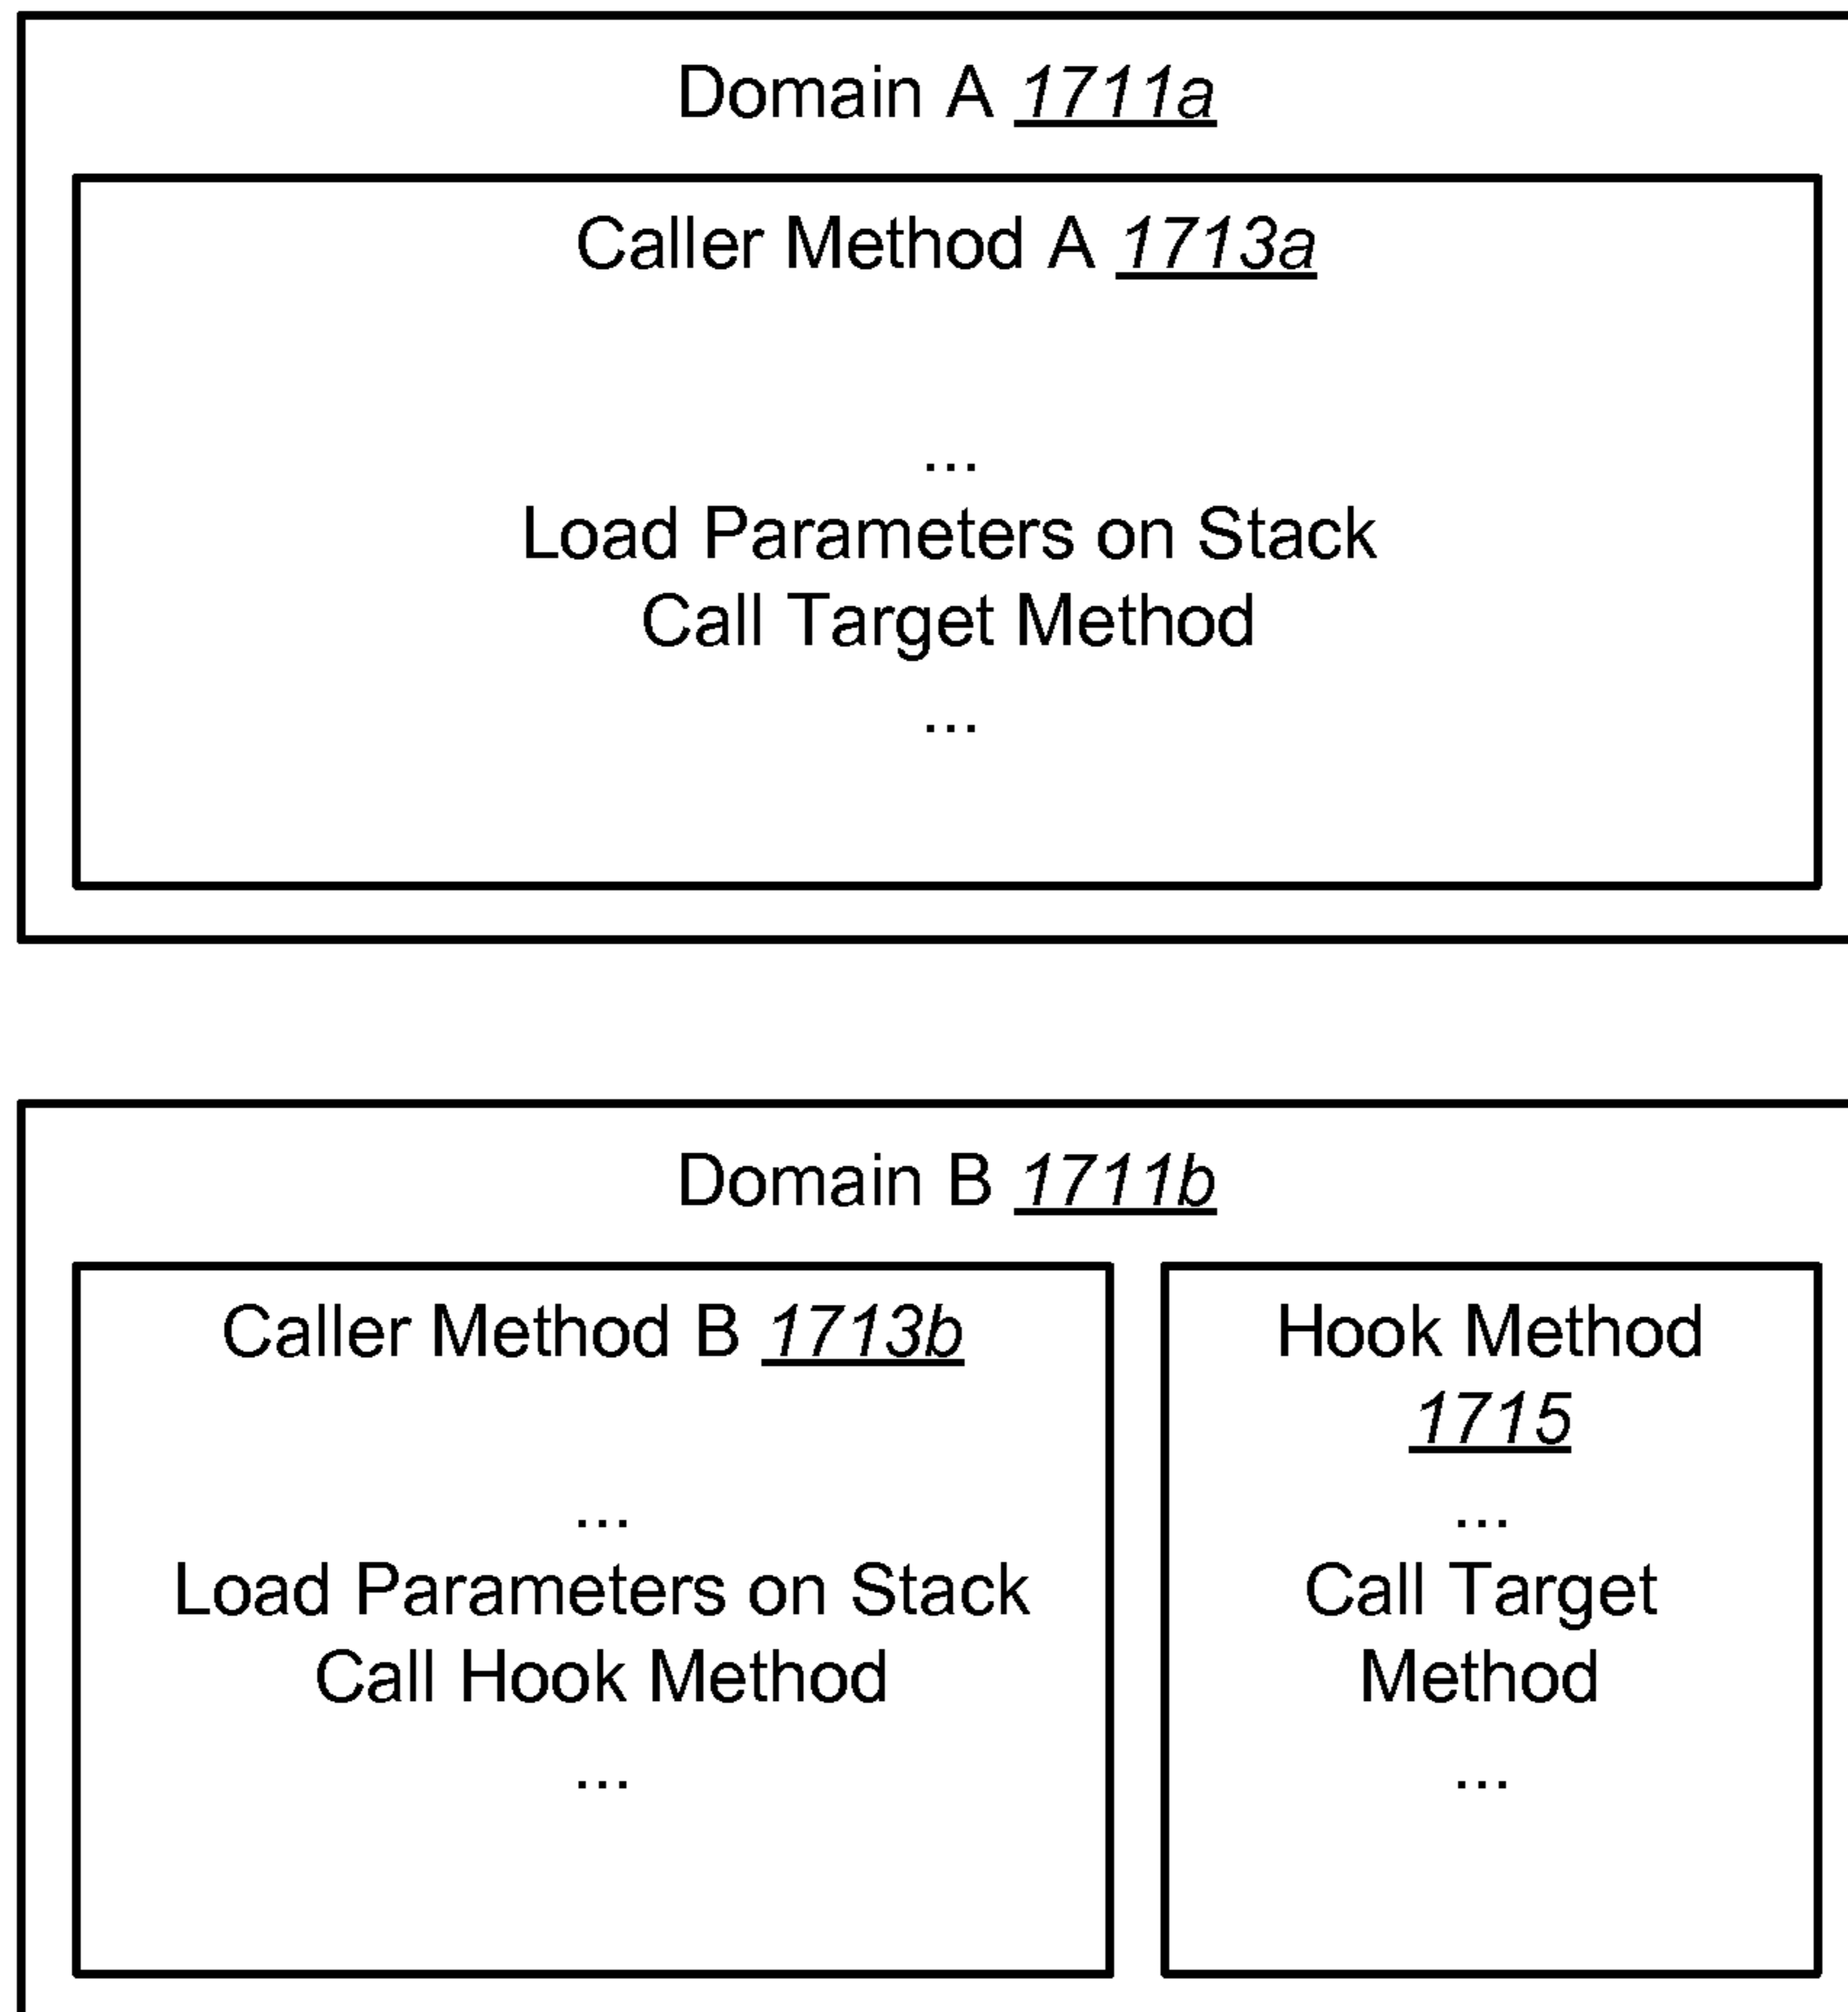 Domain A 1711a
Caller Method A 1713a
...
Load Parameters on Stack
Call Target Method
...
Domain B 1711b
Caller Method B 1713b
...
Load Parameters on Stack
Call Hook Method
...
Hook Method
1715
...
Call Target
Method
...